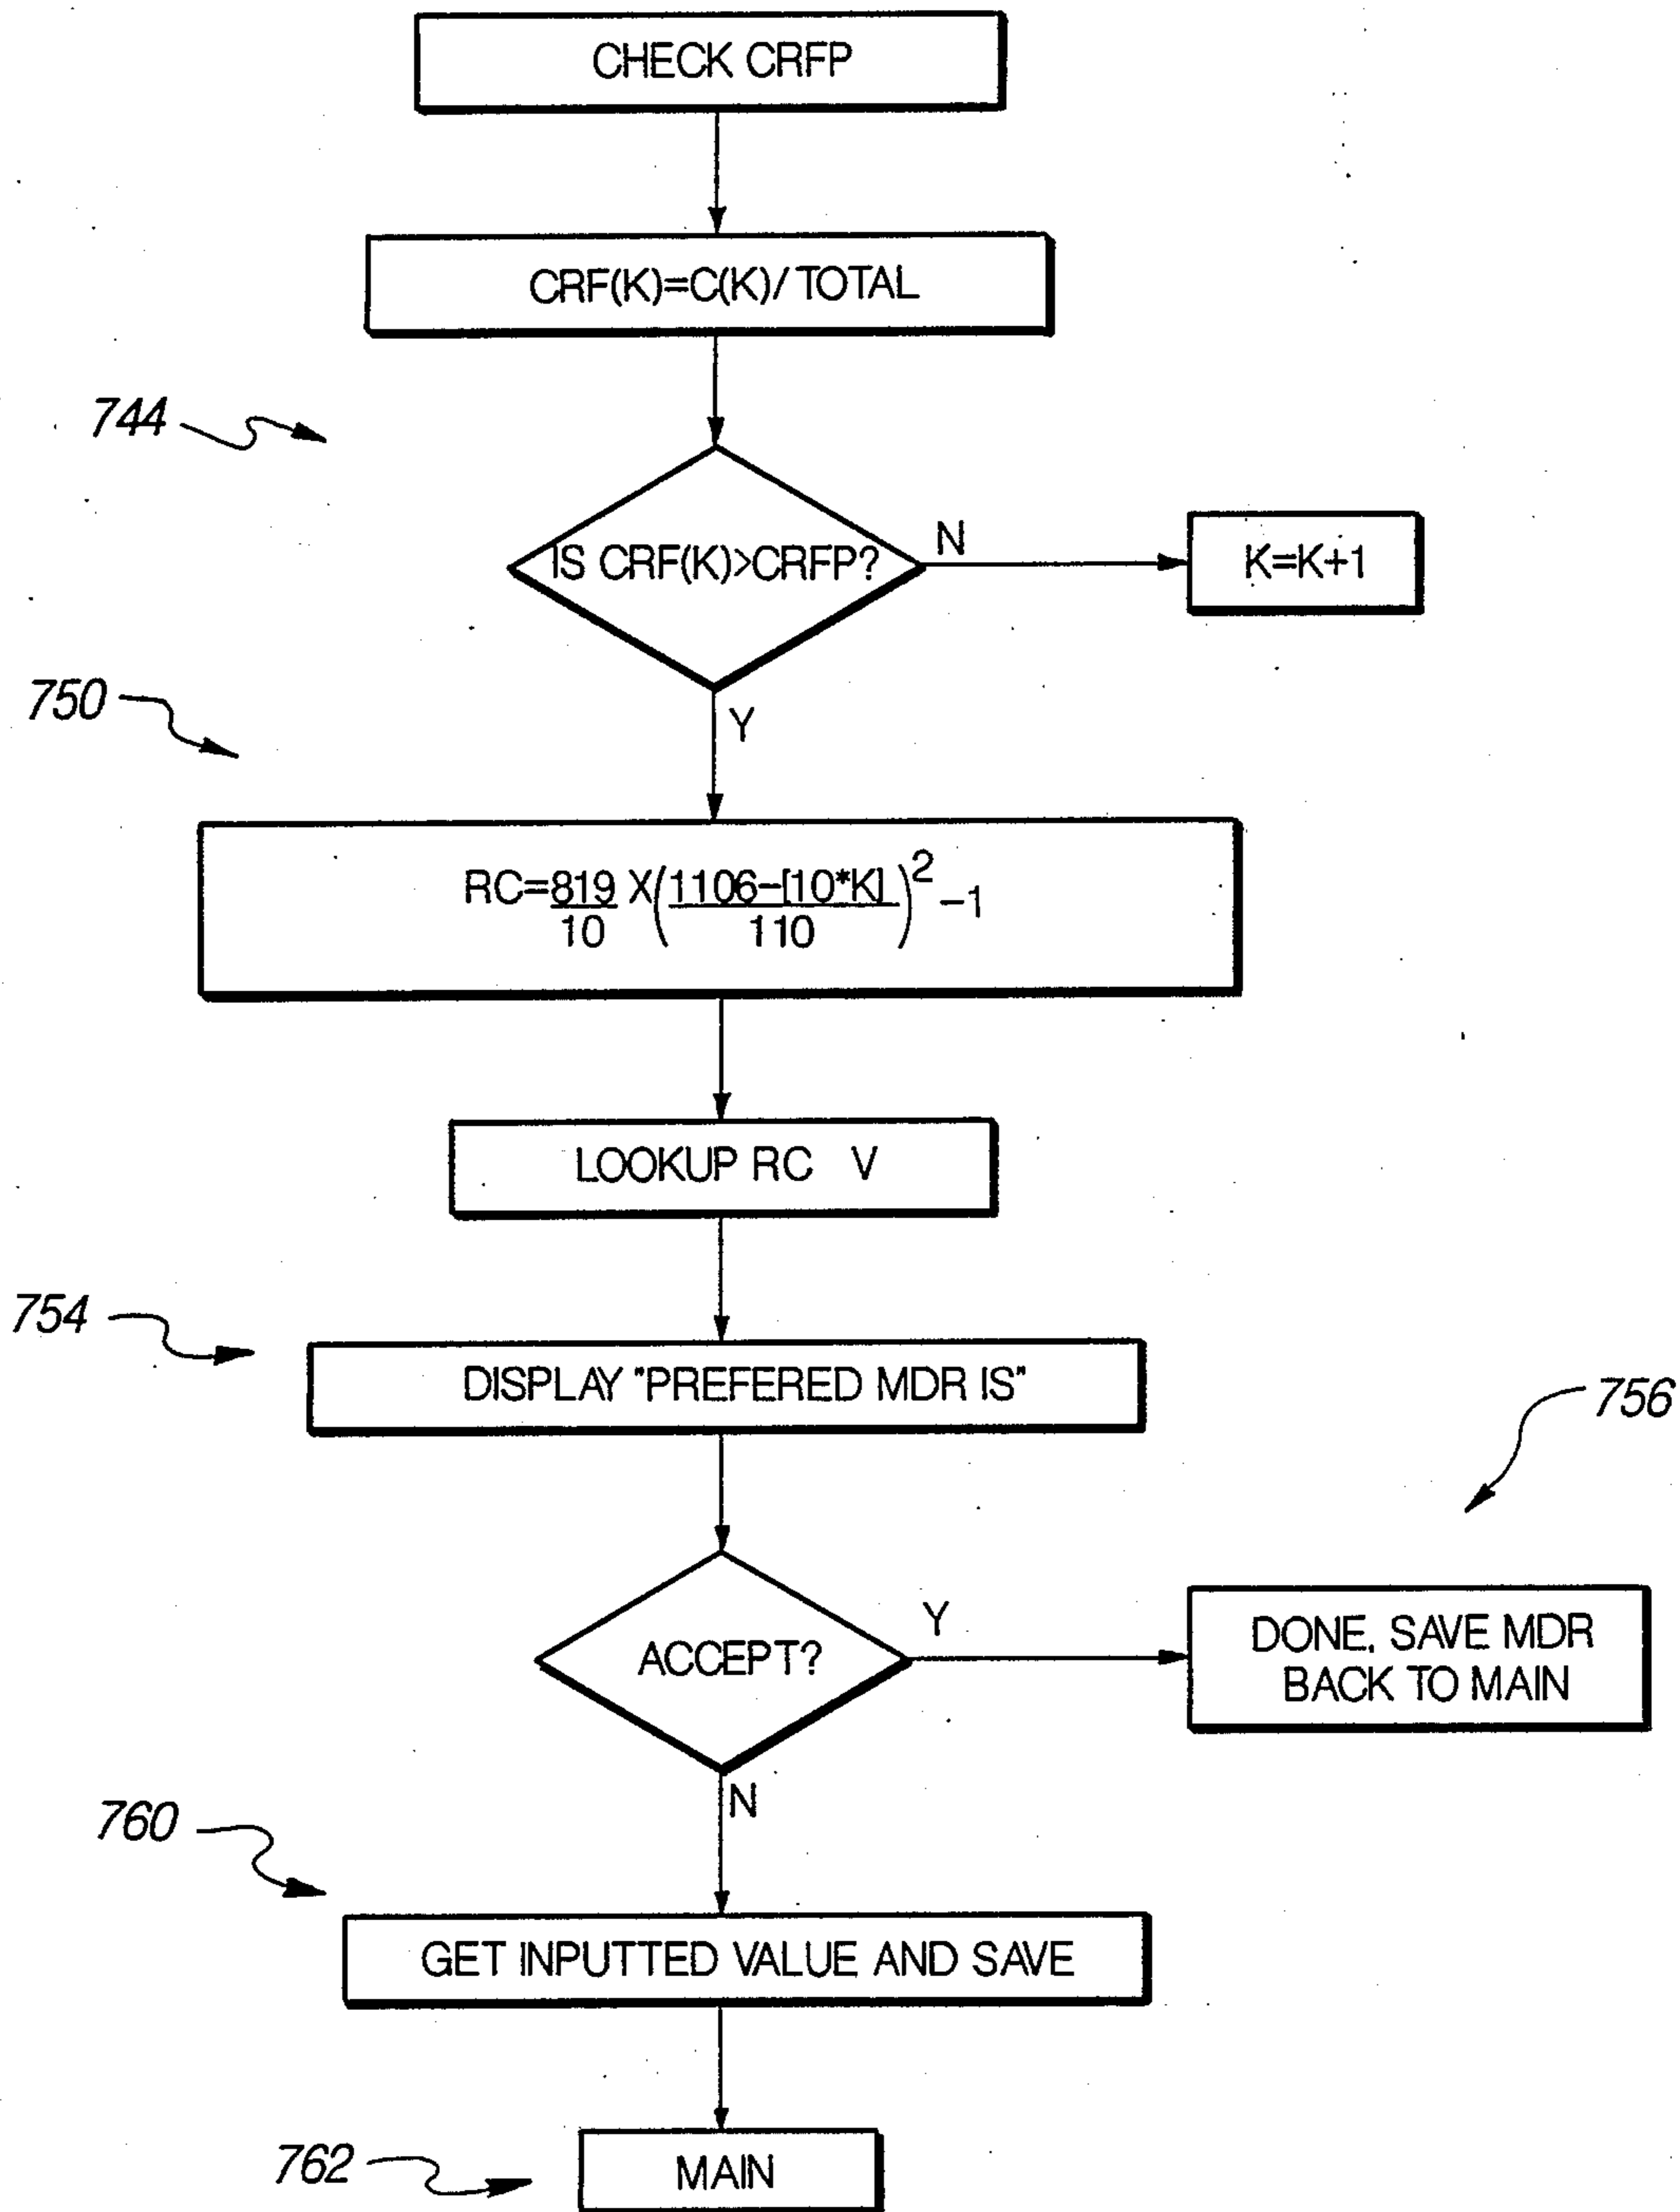 CHECK CRFP
CRF(K)=C(K)/TOTAL
744
IS CRF(K)>CRFP?
N
K=K+1
750
Y
RC=819/10 X(1106-[10*K]/110)²-1
LOOKUP RC V
754
DISPLAY "PREFERED MDR IS"
756
ACCEPT?
Y
DONE, SAVE MDR
BACK TO MAIN
N
760
GET INPUTTED VALUE AND SAVE
762
MAIN